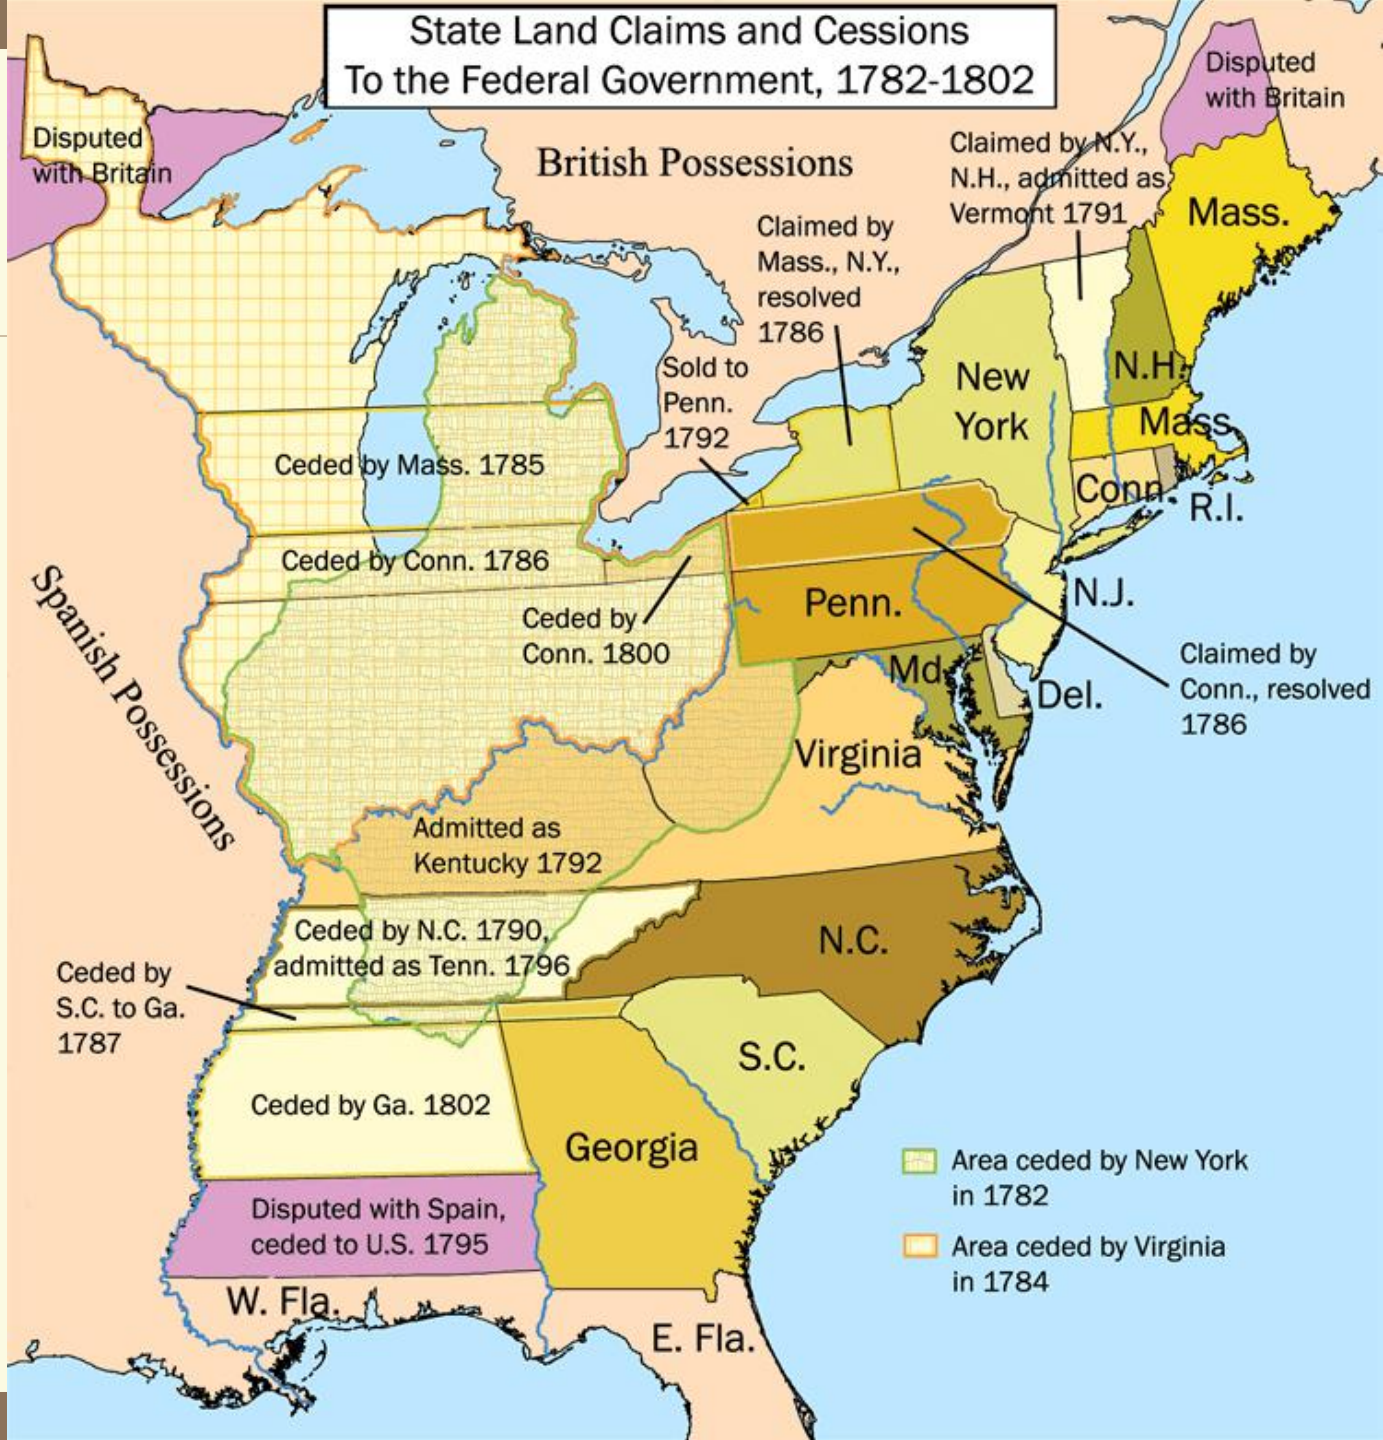 State Land Claims and Cessions
To the Federal Government, 1782-1802
Disputed
with Britain
Disputed
with Britain
British Possessions
Claimed by N.Y.,
N.H., admitted as
Vermont 1791
Mass.
Claimed by
Mass., N.Y.,
resolved
1786
Sold to
Penn.
1792
New
York
N.H.
Mass.
Conn.
R.I.
Ceded by Mass. 1785
Ceded by Conn. 1786
Ceded by
Conn. 1800
Penn.
N.J.
Md.
Del.
Claimed by
Conn., resolved
1786
Spanish Possessions
Virginia
Admitted as
Kentucky 1792
Ceded by N.C. 1790,
admitted as Tenn. 1796
N.C.
Ceded by
S.C. to Ga.
1787
S.C.
Ceded by Ga. 1802
Georgia
Area ceded by New York
in 1782
Disputed with Spain,
ceded to U.S. 1795
Area ceded by Virginia
in 1784
W. Fla.
E. Fla.